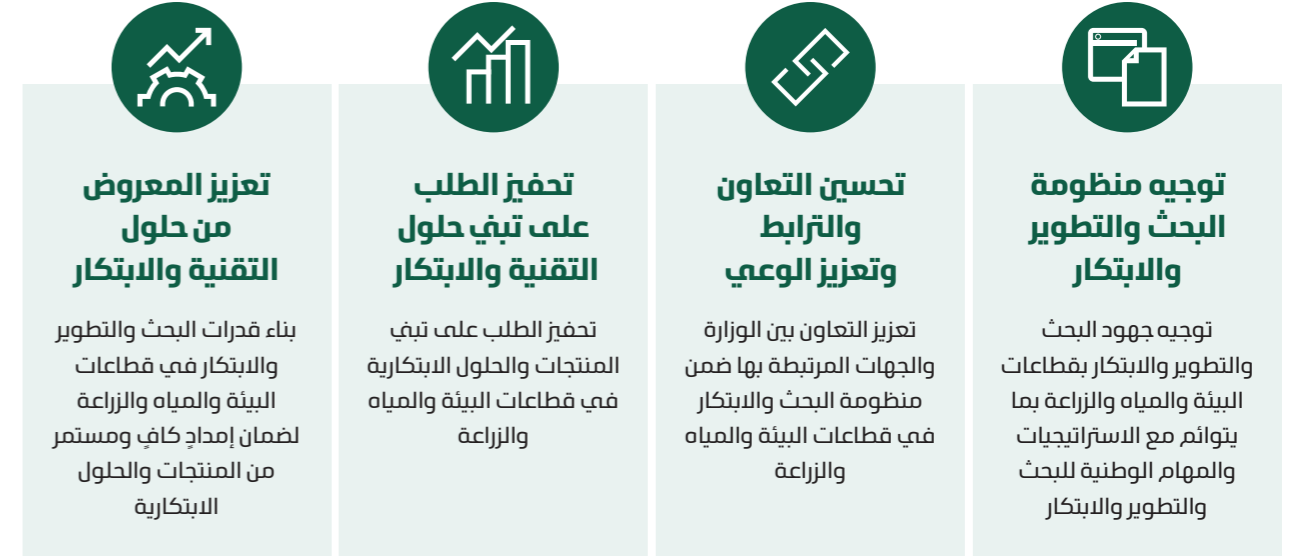 توجيه منظومة
البحث والتطوير
والابتكار
توجيه جهود البحث
والتطوير والابتكار بقطاعات
البيئة والمياه والزراعة بما
يتوائم مع الاستراتيجيات
والمهام الوطنية للبحث
والتطوير والابتكار
تحسين التعاون
والترابط
وتعزيز الوعي
تعزيز التعاون بين الوزارة
والجهات المرتبطة بها ضمن
منظومة البحث والابتكار
في قطاعات البيئة والمياه
والزراعة
تحفيز الطلب
على تبني حلول
التقنية والابتكار
تحفيز الطلب على تبني
المنتجات والحلول الابتكارية
في قطاعات البيئة والمياه
والزراعة
تعزيز المعروض
من حلول
التقنية والابتكار
بناء قدرات البحث والتطوير
والابتكار في قطاعات
البيئة والمياه والزراعة
لضمان إمدادٍ كافٍ ومستمر
من المنتجات والحلول
الابتكارية